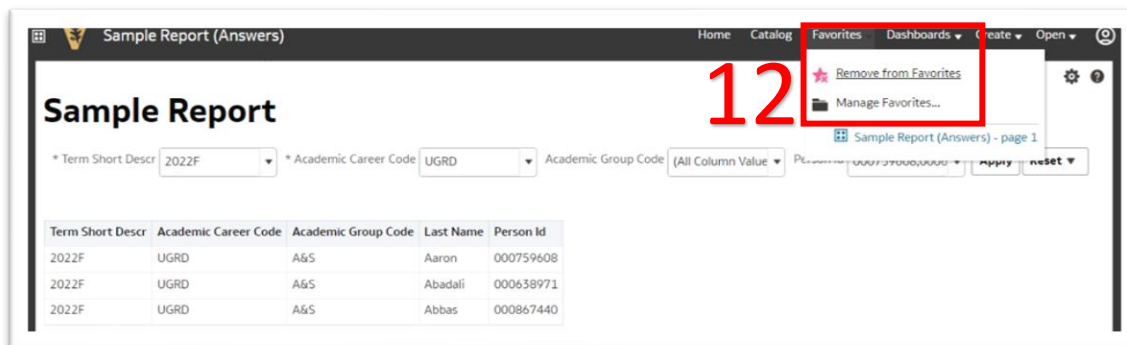 Sample Report (Answers)
Home Catalog Favorites Dashboards Create Open
12
Remove from Favorites
Manage Favorites...
Sample Report (Answers) - page 1
Sample Report
* Term Short Descr 2022F * Academic Career Code UGRD Academic Group Code (All Column Value 000759608,0006 Apply Reset
Term Short Descr Academic Career Code Academic Group Code Last Name Person Id
2022F UGRD A&S Aaron 000759608
2022F UGRD A&S Abadali 000638971
2022F UGRD A&S Abbas 000867440